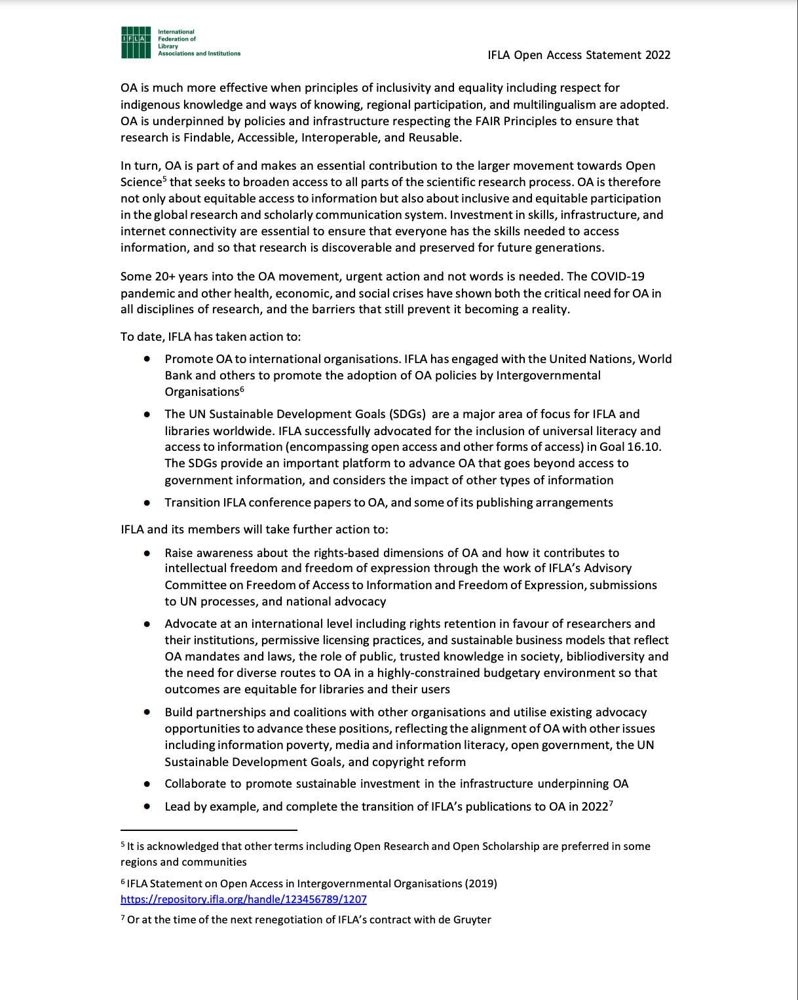 IFLA
International
Federation of
Library
Associations and Institutions
IFLA Open Access Statement 2022
OA is much more effective when principles of inclusivity and equality including respect for
indigenous knowledge and ways of knowing, regional participation, and multilingualism are adopted.
OA is underpinned by policies and infrastructure respecting the FAIR Principles to ensure that
research is Findable, Accessible, Interoperable, and Reusable.
In turn, OA is part of and makes an essential contribution to the larger movement towards Open
Science⁵ that seeks to broaden access to all parts of the scientific research process. OA is therefore
not only about equitable access to information but also about inclusive and equitable participation
in the global research and scholarly communication system. Investment in skills, infrastructure, and
internet connectivity are essential to ensure that everyone has the skills needed to access
information, and so that research is discoverable and preserved for future generations.
Some 20+ years into the OA movement, urgent action and not words is needed. The COVID-19
pandemic and other health, economic, and social crises have shown both the critical need for OA in
all disciplines of research, and the barriers that still prevent it becoming a reality.
To date, IFLA has taken action to:
● Promote OA to international organisations. IFLA has engaged with the United Nations, World
Bank and others to promote the adoption of OA policies by Intergovernmental
Organisations⁶
● The UN Sustainable Development Goals (SDGs) are a major area of focus for IFLA and
libraries worldwide. IFLA successfully advocated for the inclusion of universal literacy and
access to information (encompassing open access and other forms of access) in Goal 16.10.
The SDGs provide an important platform to advance OA that goes beyond access to
government information, and considers the impact of other types of information
● Transition IFLA conference papers to OA, and some of its publishing arrangements
IFLA and its members will take further action to:
● Raise awareness about the rights-based dimensions of OA and how it contributes to
intellectual freedom and freedom of expression through the work of IFLA’s Advisory
Committee on Freedom of Access to Information and Freedom of Expression, submissions
to UN processes, and national advocacy
● Advocate at an international level including rights retention in favour of researchers and
their institutions, permissive licensing practices, and sustainable business models that reflect
OA mandates and laws, the role of public, trusted knowledge in society, bibliodiversity and
the need for diverse routes to OA in a highly-constrained budgetary environment so that
outcomes are equitable for libraries and their users
● Build partnerships and coalitions with other organisations and utilise existing advocacy
opportunities to advance these positions, reflecting the alignment of OA with other issues
including information poverty, media and information literacy, open government, the UN
Sustainable Development Goals, and copyright reform
● Collaborate to promote sustainable investment in the infrastructure underpinning OA
● Lead by example, and complete the transition of IFLA’s publications to OA in 2022⁷
⁵ It is acknowledged that other terms including Open Research and Open Scholarship are preferred in some
regions and communities
⁶ IFLA Statement on Open Access in Intergovernmental Organisations (2019)
https://repository.ifla.org/handle/123456789/1207
⁷ Or at the time of the next renegotiation of IFLA’s contract with de Gruyter